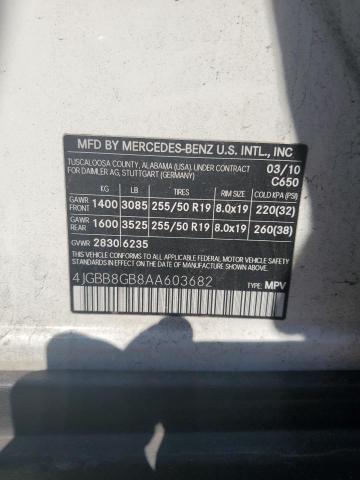 MFD BY MERCEDES-BENZ U.S. INTL., INC
TUSCALOOSA COUNTY, ALABAMA (USA), UNDER CONTRACT 03/10
FOR DAIMLER AG, STUTTGART (GERMANY) C650
KG LB TIRES RIM SIZE COLD KPA (PSI)
GAWR FRONT 1400 3085 255/50 R19 8.0x19 220(32)
GAWR REAR 1600 3525 255/50 R19 8.0x19 260(38)
GVWR 2830 6235
THIS VEHICLE CONFORMS TO ALL APPLICABLE FEDERAL MOTOR VEHICLE SAFETY
STANDARDS IN EFFECT ON THE DATE OF MANUFACTURE SHOWN ABOVE.
4JGBB8GB8AA603682 TYPE: MPV